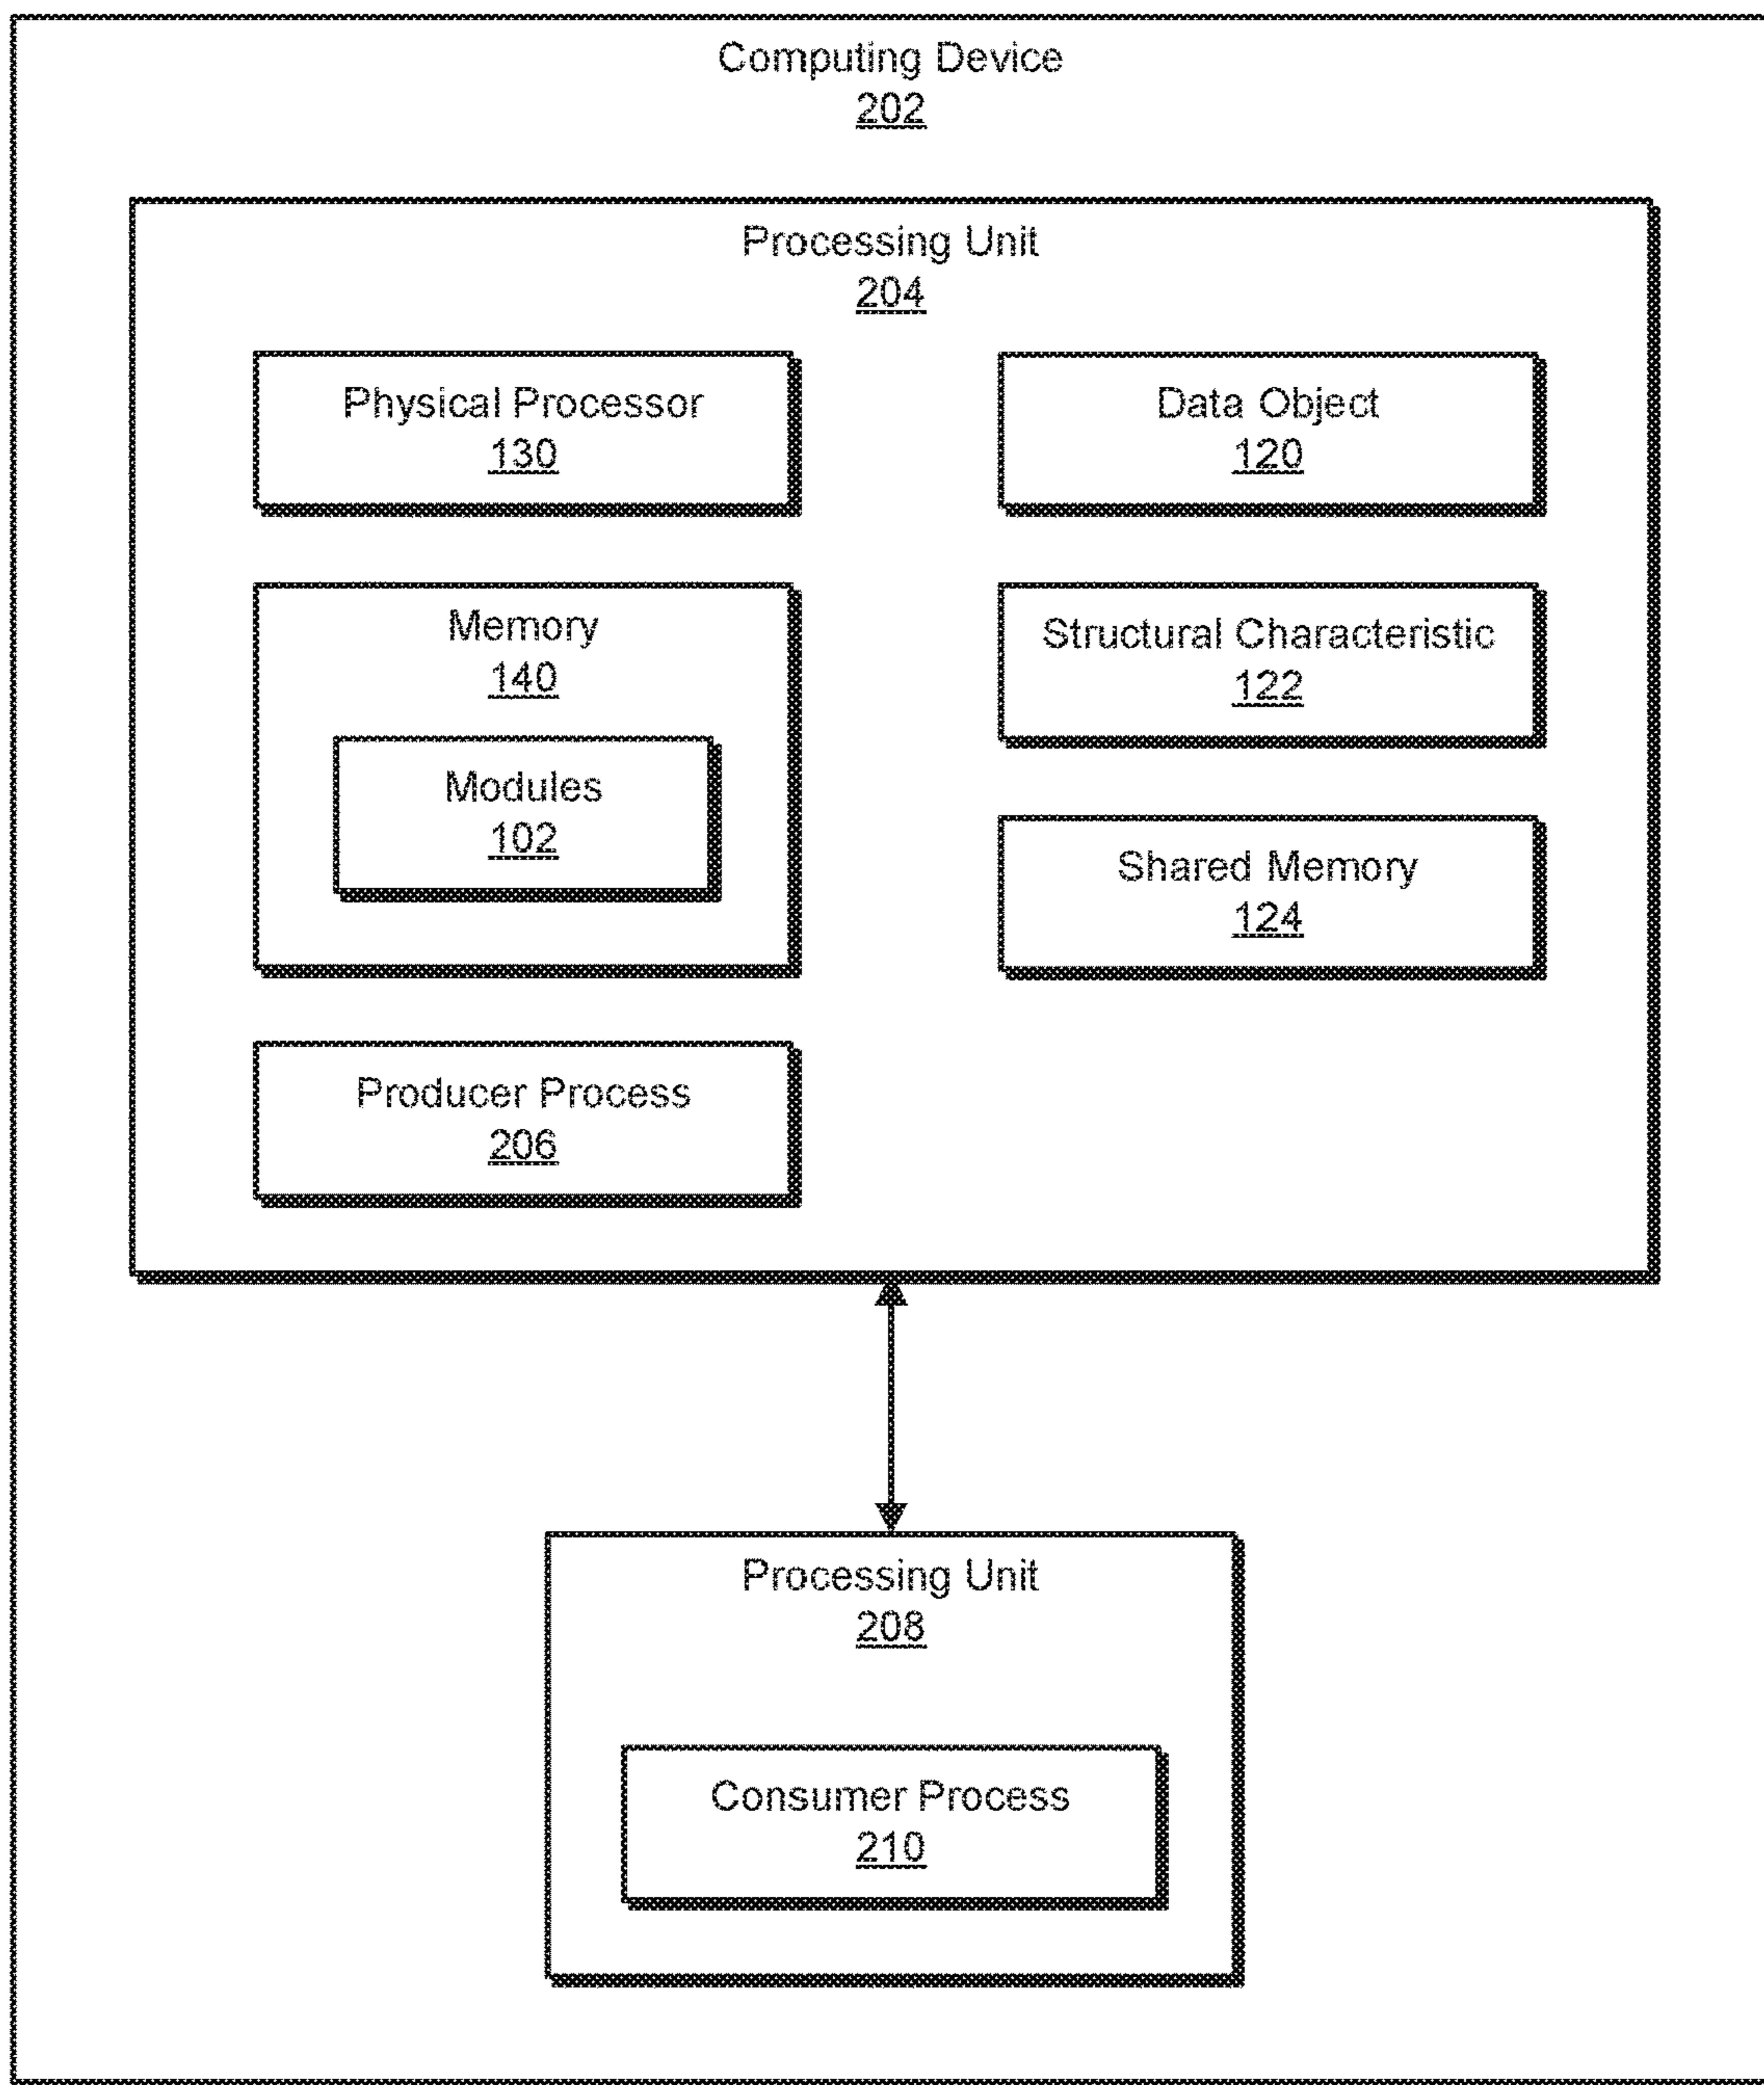 Computing Device
202
Processing Unit
204
Physical Processor
130
Data Object
120
Memory
140
Structural Characteristic
122
Modules
102
Shared Memory
124
Producer Process
206
Processing Unit
208
Consumer Process
210